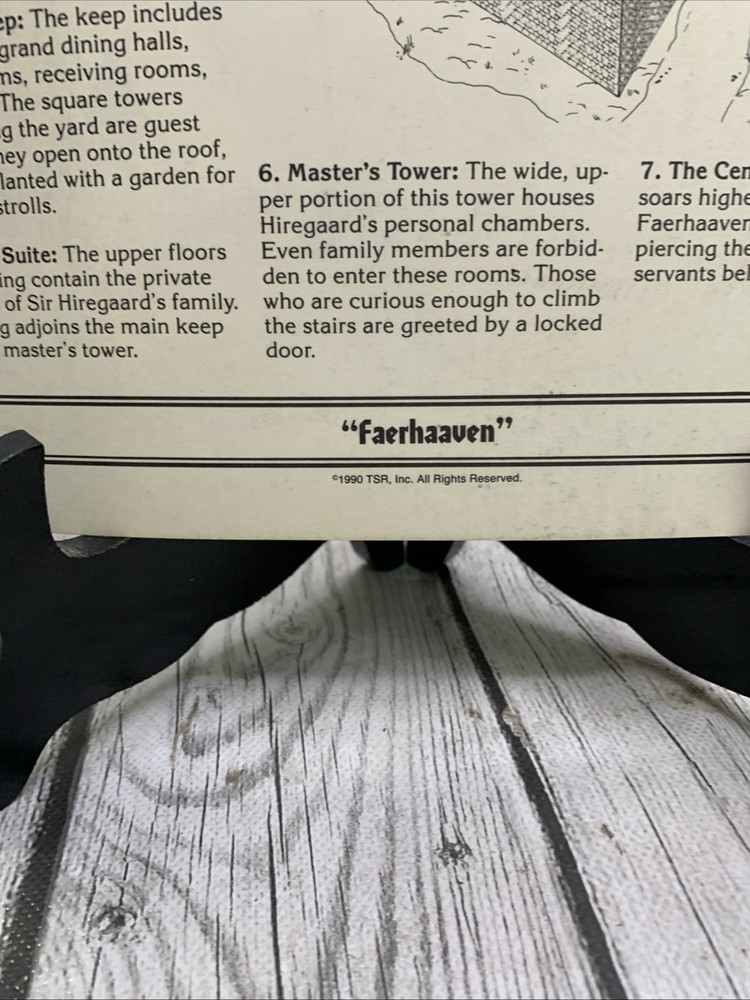 ep: The keep includes
grand dining halls,
ms, receiving rooms,
The square towers
g the yard are guest
hey open onto the roof,
lanted with a garden for
strolls.
Suite: The upper floors
ing contain the private
of Sir Hiregaard's family.
g adjoins the main keep
master's tower.
6. Master's Tower: The wide, up-
per portion of this tower houses
Hiregaard's personal chambers.
Even family members are forbid-
den to enter these rooms. Those
who are curious enough to climb
the stairs are greeted by a locked
door.
7. The Cen
soars highe
Faerhaaven
piercing the
servants bel
"Faerhaaven"
©1990 TSR, Inc. All Rights Reserved.